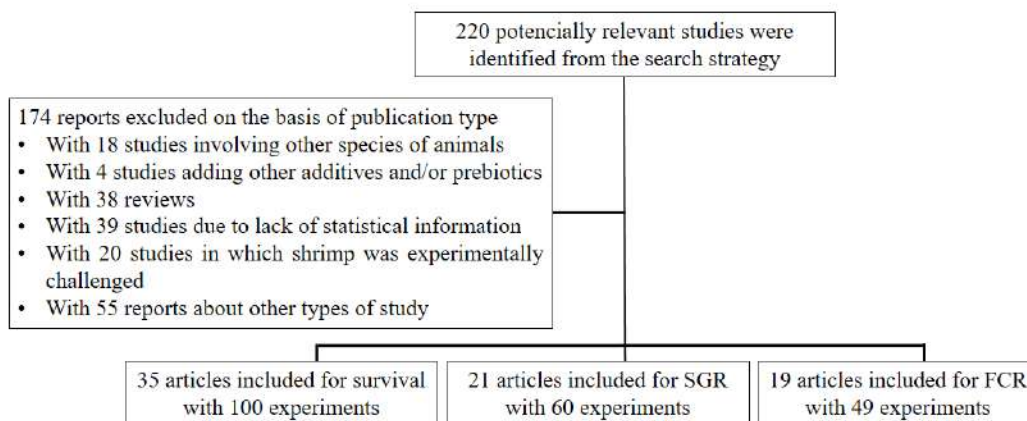 220 potencially relevant studies were
identified from the search strategy
174 reports excluded on the basis of publication type
• With 18 studies involving other species of animals
• With 4 studies adding other additives and/or prebiotics
• With 38 reviews
• With 39 studies due to lack of statistical information
• With 20 studies in which shrimp was experimentally
challenged
• With 55 reports about other types of study
35 articles included for survival
with 100 experiments
21 articles included for SGR
with 60 experiments
19 articles included for FCR
with 49 experiments